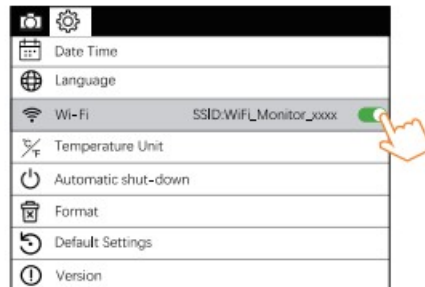 Date Time
Language
Wi-Fi SSID:WiFi_Monitor_xxxx
°C/°F Temperature Unit
Automatic shut-down
Format
Default Settings
Version